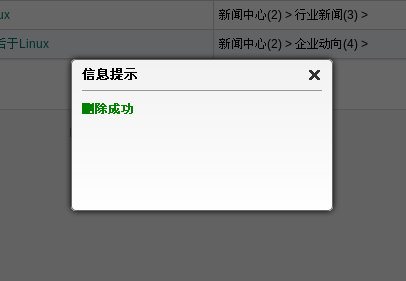 ux
新闻中心(2) > 行业新闻(3) >
后于Linux
新闻中心(2) > 企业动向(4) >
信息提示
删除成功